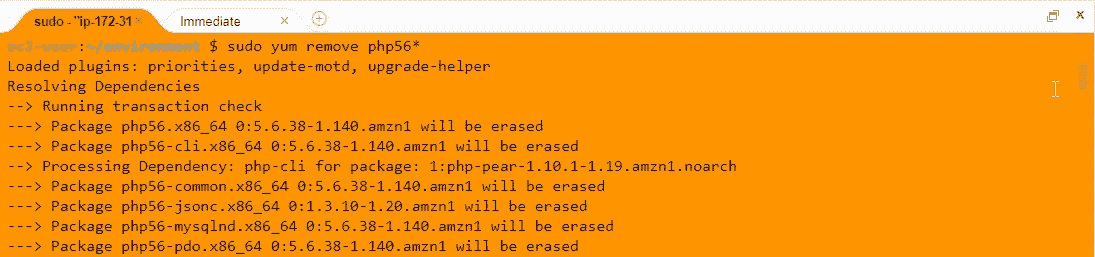 sudo - "ip-172-31
Immediate
$ sudo yum remove php56*
Loaded plugins: priorities, update-motd, upgrade-helper
Resolving Dependencies
--> Running transaction check
---> Package php56.x86_64 0:5.6.38-1.140.amzn1 will be erased
---> Package php56-cli.x86_64 0:5.6.38-1.140.amzn1 will be erased
--> Processing Dependency: php-cli for package: 1:php-pear-1.10.1-1.19.amzn1.noarch
---> Package php56-common.x86_64 0:5.6.38-1.140.amzn1 will be erased
---> Package php56-jsonc.x86_64 0:1.3.10-1.20.amzn1 will be erased
---> Package php56-mysqlnd.x86_64 0:5.6.38-1.140.amzn1 will be erased
---> Package php56-pdo.x86_64 0:5.6.38-1.140.amzn1 will be erased